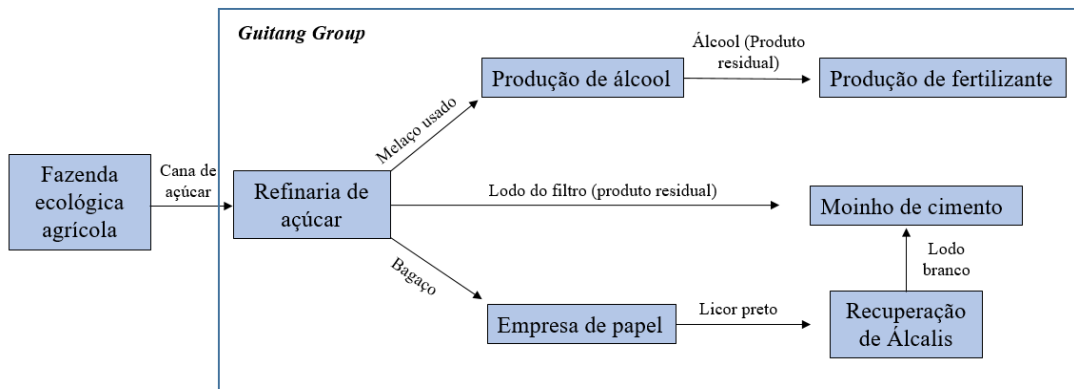 Guitang Group
Álcool (Produto
residual)
Produção de álcool
Produção de fertilizante
Melaço usado
Fazenda
ecológica
agrícola
Cana de
açúcar
Refinaria de
açúcar
Lodo do filtro (produto residual)
Moinho de cimento
Bagaço
Lodo
branco
Empresa de papel
Licor preto
Recuperação
de Álcalis